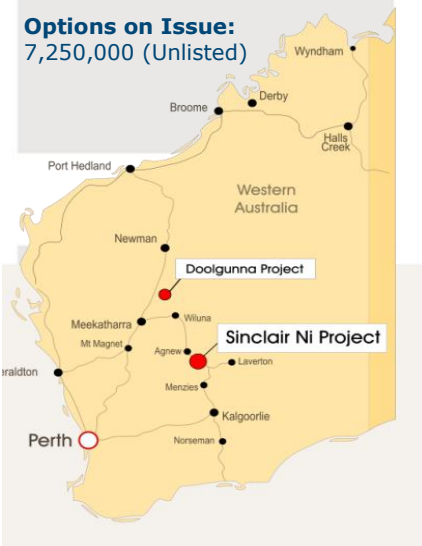 Options on Issue:
7,250,000 (Unlisted)
Wyndham
Derby
Broome
Halls
Creek
Port Hedland
Western
Australia
Newman
Doolgunna Project
Wiluna
Meekatharra
Sinclair Ni Project
Mt Magnet
Agnew
Laverton
eraldton
Menzies
Kalgoorlie
Perth
Norseman